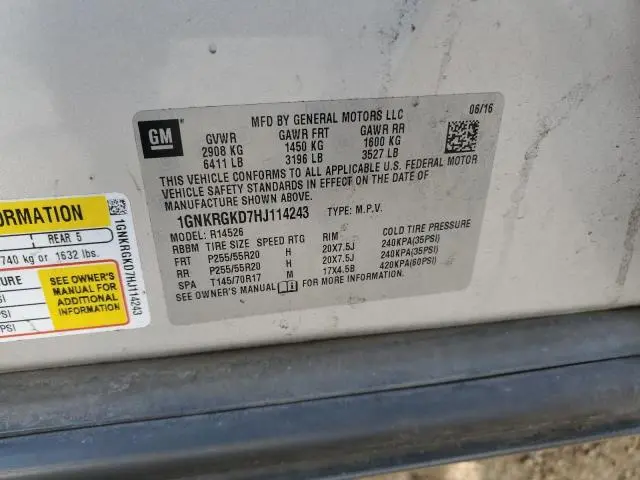 MFD BY GENERAL MOTORS LLC 06/16
GM
GVWR GAWR FRT GAWR RR
2908 KG 1450 KG 1600 KG
6411 LB 3196 LB 3527 LB
THIS VEHICLE CONFORMS TO ALL APPLICABLE U.S. FEDERAL MOTOR
VEHICLE SAFETY STANDARDS IN EFFECT ON THE DATE OF
MANUFACTURE SHOWN ABOVE.
1GNKRGKD7HJ114243 TYPE: M.P.V.
MODEL: R14526
RBBM TIRE SIZE SPEED RTG RIM COLD TIRE PRESSURE
FRT P255/55R20 H 20X7.5J 240KPA(35PSI)
RR P255/55R20 H 20X7.5J 240KPA(35PSI)
SPA T145/70R17 M 17X4.5B 420KPA(60PSI)
SEE OWNER'S MANUAL FOR MORE INFORMATION.
ORMATION
REAR 5
740 kg or 1632 lbs.
SEE OWNER'S
MANUAL FOR
ADDITIONAL
INFORMATION
PSI
1GNKRGKD7HJ114243